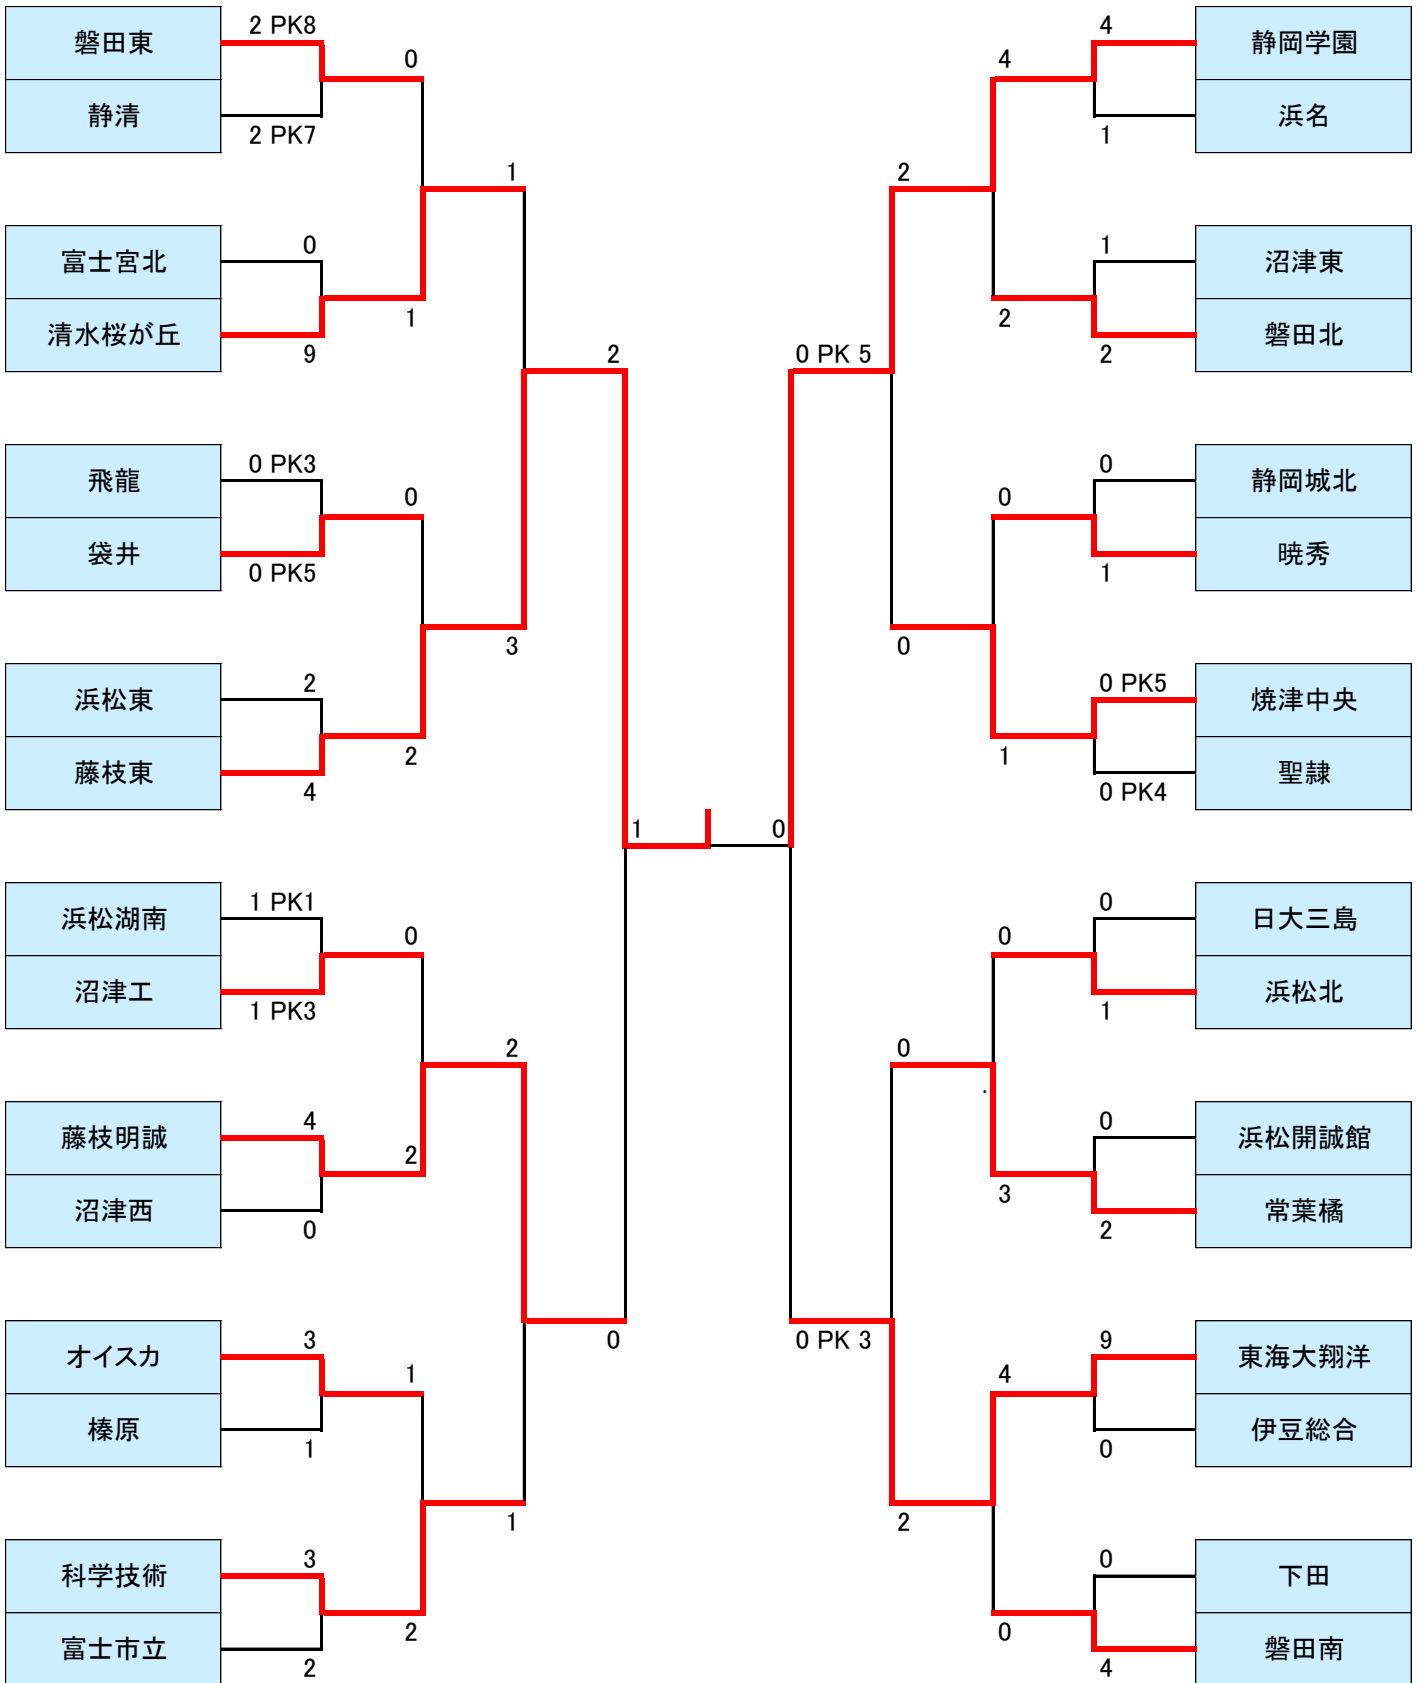 磐田東
2 PK8
0
静清
2 PK7
1
富士宮北
0
清水桜が丘
9
1
2
飛龍
0 PK3
0
袋井
0 PK5
3
浜松東
2
藤枝東
4
2
1
浜松湖南
1 PK1
0
沼津工
1 PK3
2
藤枝明誠
4
2
沼津西
0
0
オイスカ
3
1
榛原
1
1
科学技術
3
富士市立
2
2
4
4
静岡学園
1
浜名
2
1
沼津東
2
2
磐田北
0 PK 5
0
0
静岡城北
1
暁秀
0
0 PK5
焼津中央
1
0 PK4
聖隷
0
0
0
日大三島
1
浜松北
0
.
0
浜松開誠館
3
2
常葉橘
0 PK 3
4
9
東海大翔洋
0
伊豆総合
2
0
下田
0
4
磐田南